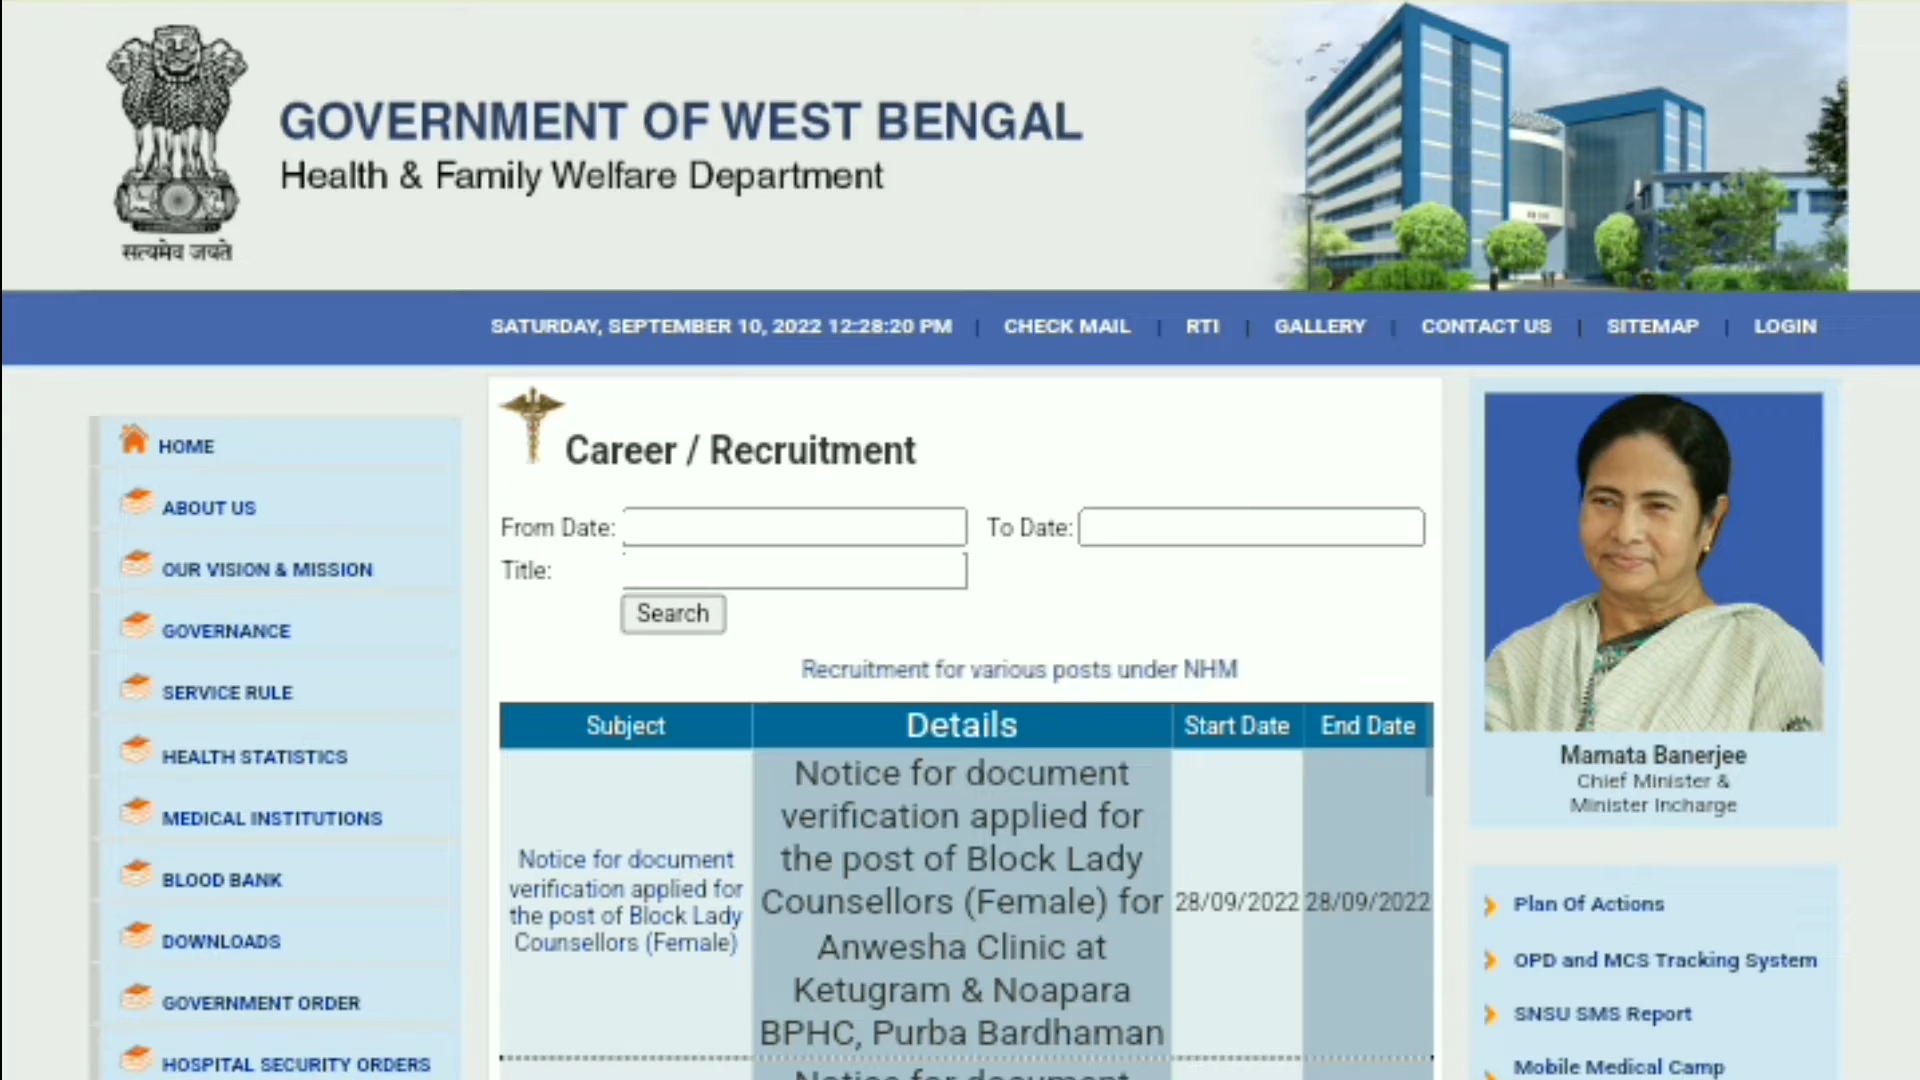 सत्यमेव जयते
GOVERNMENT OF WEST BENGAL
Health & Family Welfare Department
SATURDAY, SEPTEMBER 10, 2022 12:28:20 PM | CHECK MAIL | RTI | GALLERY | CONTACT US | SITEMAP | LOGIN
HOME
ABOUT US
OUR VISION & MISSION
GOVERNANCE
SERVICE RULE
HEALTH STATISTICS
MEDICAL INSTITUTIONS
BLOOD BANK
DOWNLOADS
GOVERNMENT ORDER
HOSPITAL SECURITY ORDERS
Career / Recruitment
From Date: To Date:
Title:
Search
Recruitment for various posts under NHM
Subject Details Start Date End Date
Notice for document
verification applied for
the post of Block Lady
Counsellors (Female)
Notice for document
verification applied for
the post of Block Lady
Counsellors (Female) for
Anwesha Clinic at
Ketugram & Noapara
BPHC, Purba Bardhaman
28/09/2022 28/09/2022
Notice for document
Mamata Banerjee
Chief Minister &
Minister Incharge
Plan Of Actions
OPD and MCS Tracking System
SNSU SMS Report
Mobile Medical Camp